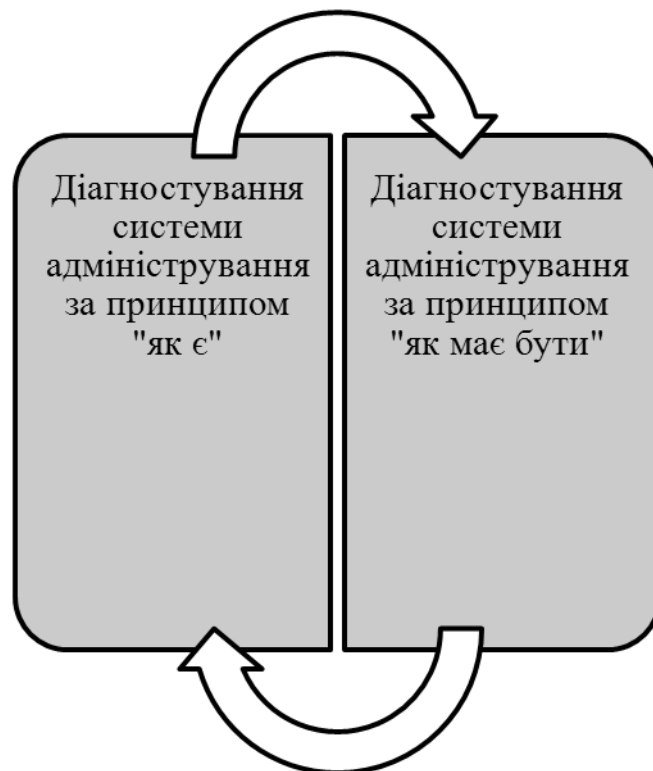 Діагностування
системи
адміністрування
за принципом
"як є"
Діагностування
системи
адміністрування
за принципом
"як має бути"